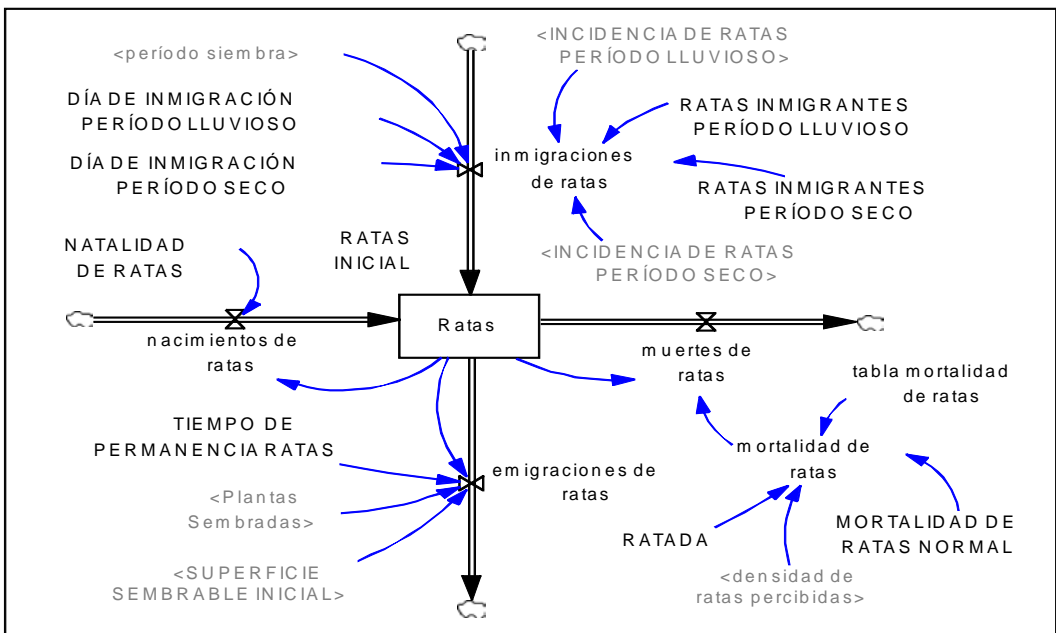 <período siembra>
<INCIDENCIA DE RATAS
PERÍODO LLUVIOSO>
DÍA DE INMIGRACIÓN
PERÍODO LLUVIOSO
RATAS INMIGRANTES
PERÍODO LLUVIOSO
DÍA DE INMIGRACIÓN
PERÍODO SECO
inmigraciones
de ratas
RATAS INMIGRANTES
PERÍODO SECO
NATALIDAD
DE RATAS
RATAS
INICIAL
<INCIDENCIA DE RATAS
PERÍODO SECO>
Ratas
nacimientos de
ratas
muertes de
ratas
tabla mortalidad
de ratas
TIEMPO DE
PERMANENCIA RATAS
mortalidad de
ratas
emigraciones de
ratas
<Plantas
Sembradas>
RATADA
MORTALIDAD DE
RATAS NORMAL
<SUPERFICIE
SEMBRABLE INICIAL>
<densidad de
ratas percibidas>